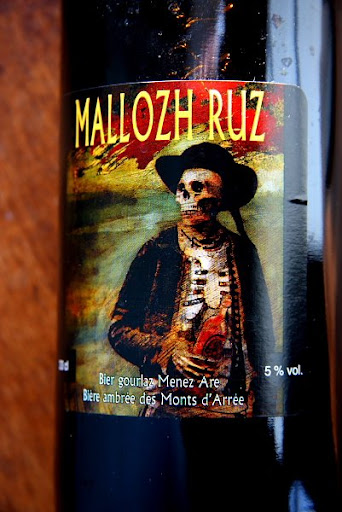 MALLOZH RUZ
5 % vol.
Bier gourlaz Menez Are
Bière ambrée des Monts d'Arrée